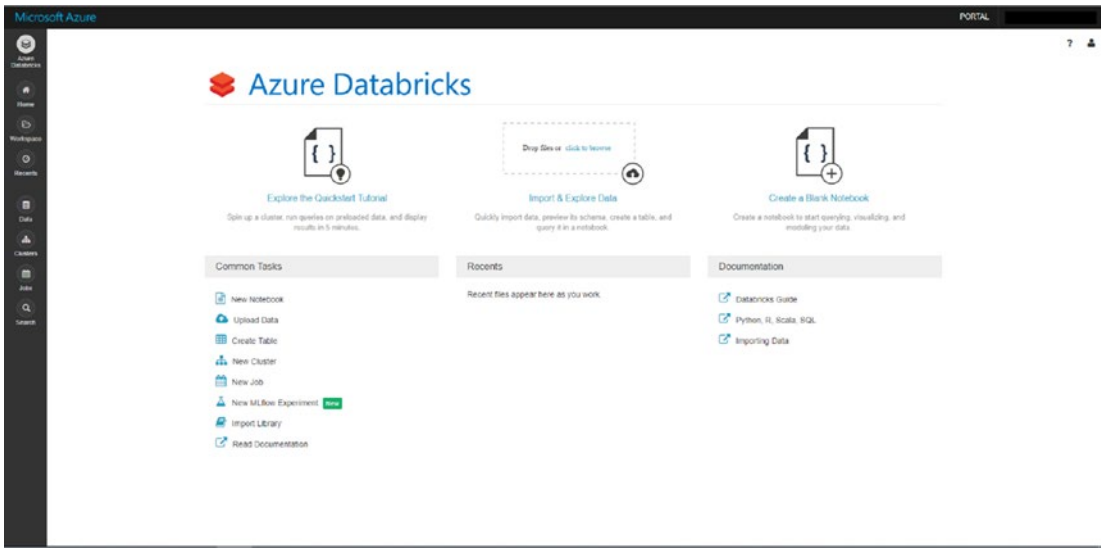 Microsoft Azure
PORTAL
Azure
Databricks
Home
Workspace
Recents
Data
Clusters
Jobs
Search
?
Azure Databricks
{ }
Explore the Quickstart Tutorial
Spin up a cluster, run queries on preloaded data, and display
results in 5 minutes.
Drop files or click to browse
Import & Explore Data
Quickly import data, preview its schema, create a table, and
query it in a notebook.
{ }
Create a Blank Notebook
Create a notebook to start querying, visualizing, and
modeling your data.
Common Tasks
New Notebook
Upload Data
Create Table
New Cluster
New Job
New MLflow Experiment New
Import Library
Read Documentation
Recents
Recent files appear here as you work.
Documentation
Databricks Guide
Python, R, Scala, SQL
Importing Data